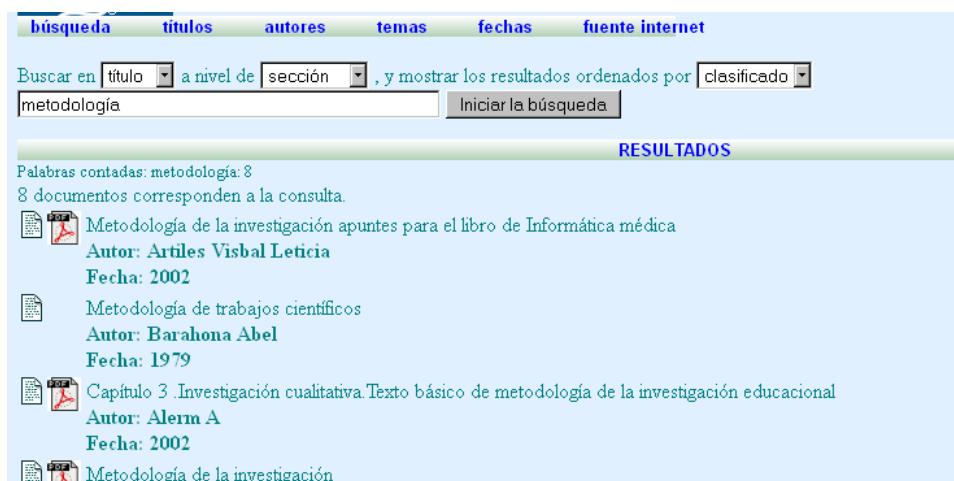 búsqueda títulos autores temas fechas fuente internet
Buscar en título a nivel de sección , y mostrar los resultados ordenados por clasificado
metodología Iniciar la búsqueda
RESULTADOS
Palabras contadas: metodología: 8
8 documentos corresponden a la consulta.
PDF Metodología de la investigación apuntes para el libro de Informática médica
Autor: Artiles Visbal Leticia
Fecha: 2002
Metodología de trabajos científicos
Autor: Barahona Abel
Fecha: 1979
PDF Capítulo 3 .Investigación cualitativa.Texto básico de metodología de la investigación educacional
Autor: Alerm A
Fecha: 2002
PDF Metodología de la investigación